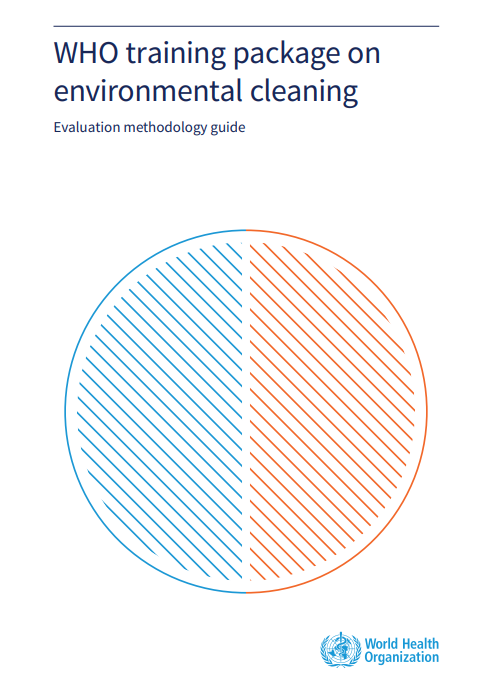 WHO training package on
environmental cleaning
Evaluation methodology guide
World Health
Organization